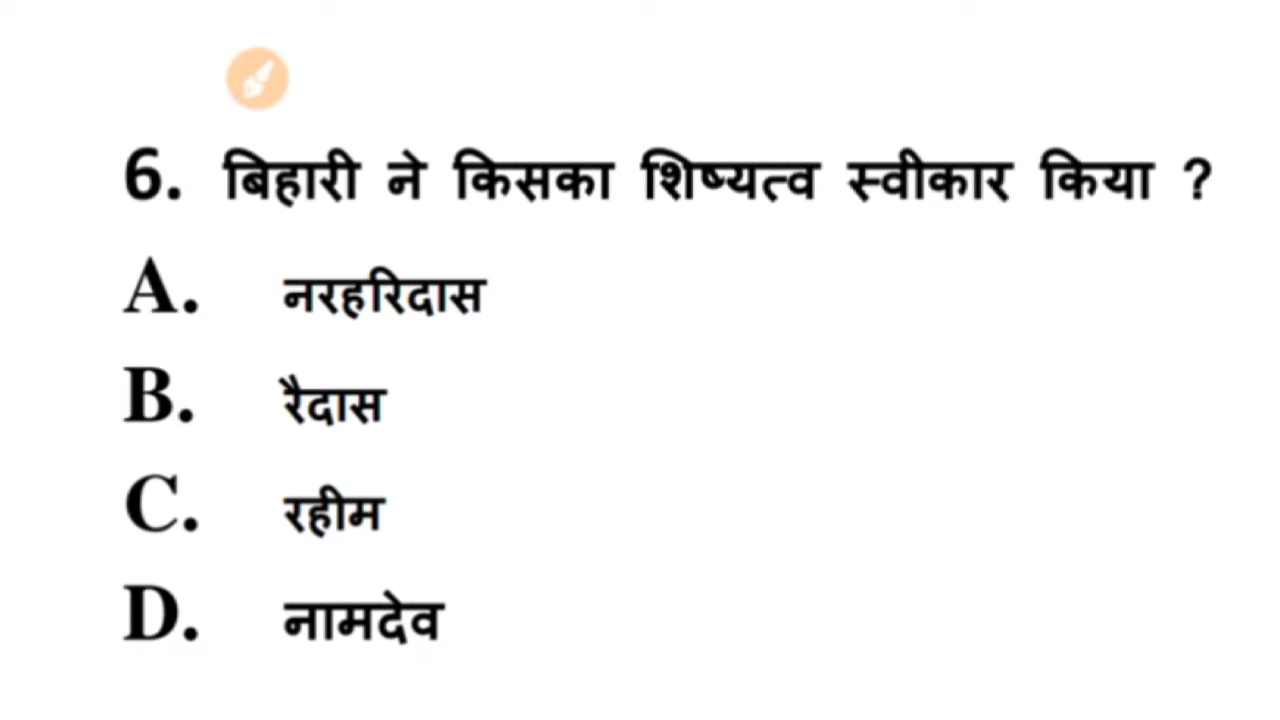 6. बिहारी ने किसका शिष्यत्व स्वीकार किया ?
A. नरहरिदास
B. रैदास
C. रहीम
D. नामदेव